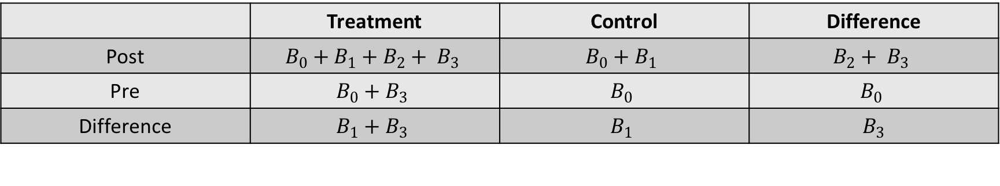 Treatment Control Difference
Post B₀ + B₁ + B₂ + B₃ B₀ + B₁ B₂ + B₃
Pre B₀ + B₃ B₀ B₀
Difference B₁ + B₃ B₁ B₃